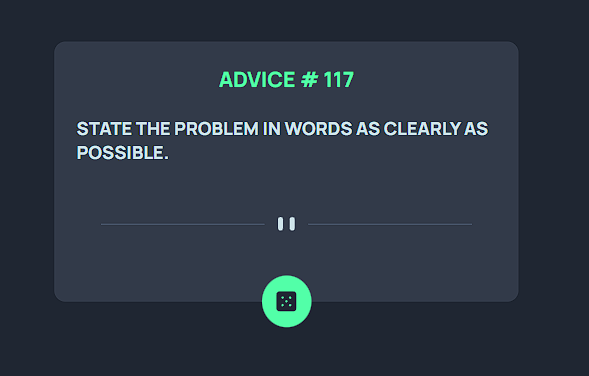 ADVICE # 117
STATE THE PROBLEM IN WORDS AS CLEARLY AS
POSSIBLE.